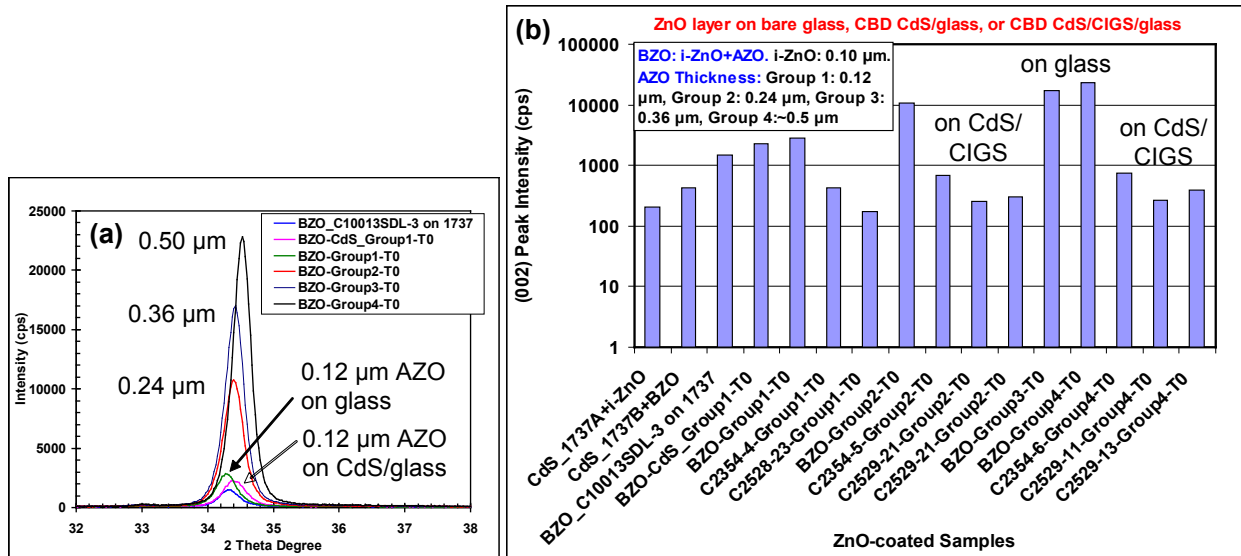 (a)
25000
20000
15000
10000
5000
0
32
33
34
35
36
37
38
Intensity (cps)
2 Theta Degree
BZO_C10013SDL-3 on 1737
BZO-CdS_Group1-T0
BZO-Group1-T0
BZO-Group2-T0
BZO-Group3-T0
BZO-Group4-T0
0.50 µm
0.36 µm
0.24 µm
0.12 µm AZO
on glass
0.12 µm AZO
on CdS/glass
(b)
ZnO layer on bare glass, CBD CdS/glass, or CBD CdS/CIGS/glass
BZO: i-ZnO+AZO. i-ZnO: 0.10 µm.
AZO Thickness: Group 1: 0.12
µm, Group 2: 0.24 µm, Group 3:
0.36 µm, Group 4:~0.5 µm
on glass
on CdS/
CIGS
on CdS/
CIGS
100000
10000
1000
100
10
1
(002) Peak Intensity (cps)
CdS_1737A+i-ZnO
CdS_1737B+BZO
BZO_C10013SDL-3 on 1737
BZO-CdS_Group1-T0
BZO-Group1-T0
C2354-4-Group1-T0
C2528-23-Group1-T0
BZO-Group2-T0
C2354-5-Group2-T0
C2529-21-Group2-T0
C2529-21-Group2-T0
BZO-Group3-T0
BZO-Group4-T0
C2354-6-Group4-T0
C2529-11-Group4-T0
C2529-13-Group4-T0
ZnO-coated Samples